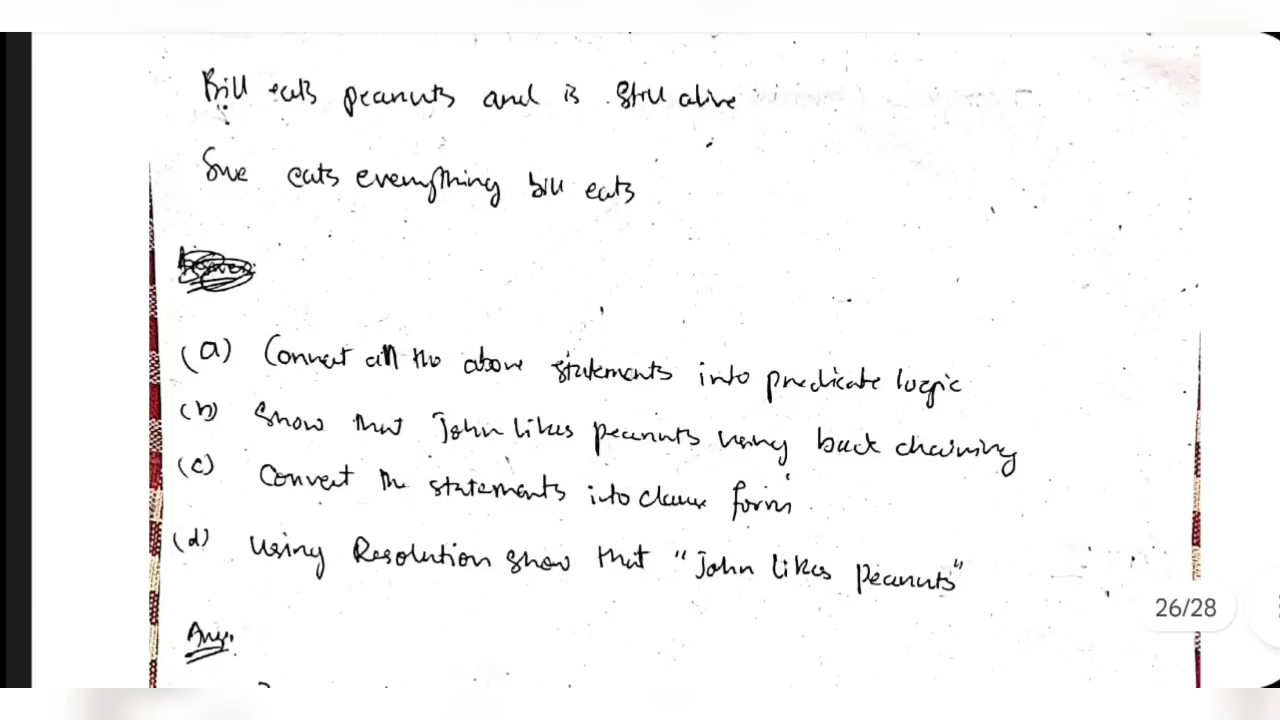 Bill eats peanuts and is still alive
Sue eats everything bill eats
(a) Convert all the above statements into predicate logic
(b) Show that John likes peanuts using back chaining
(c) Convert the statements into clause form
(d) Using Resolution show that "John likes peanuts"
26/28
Ans.